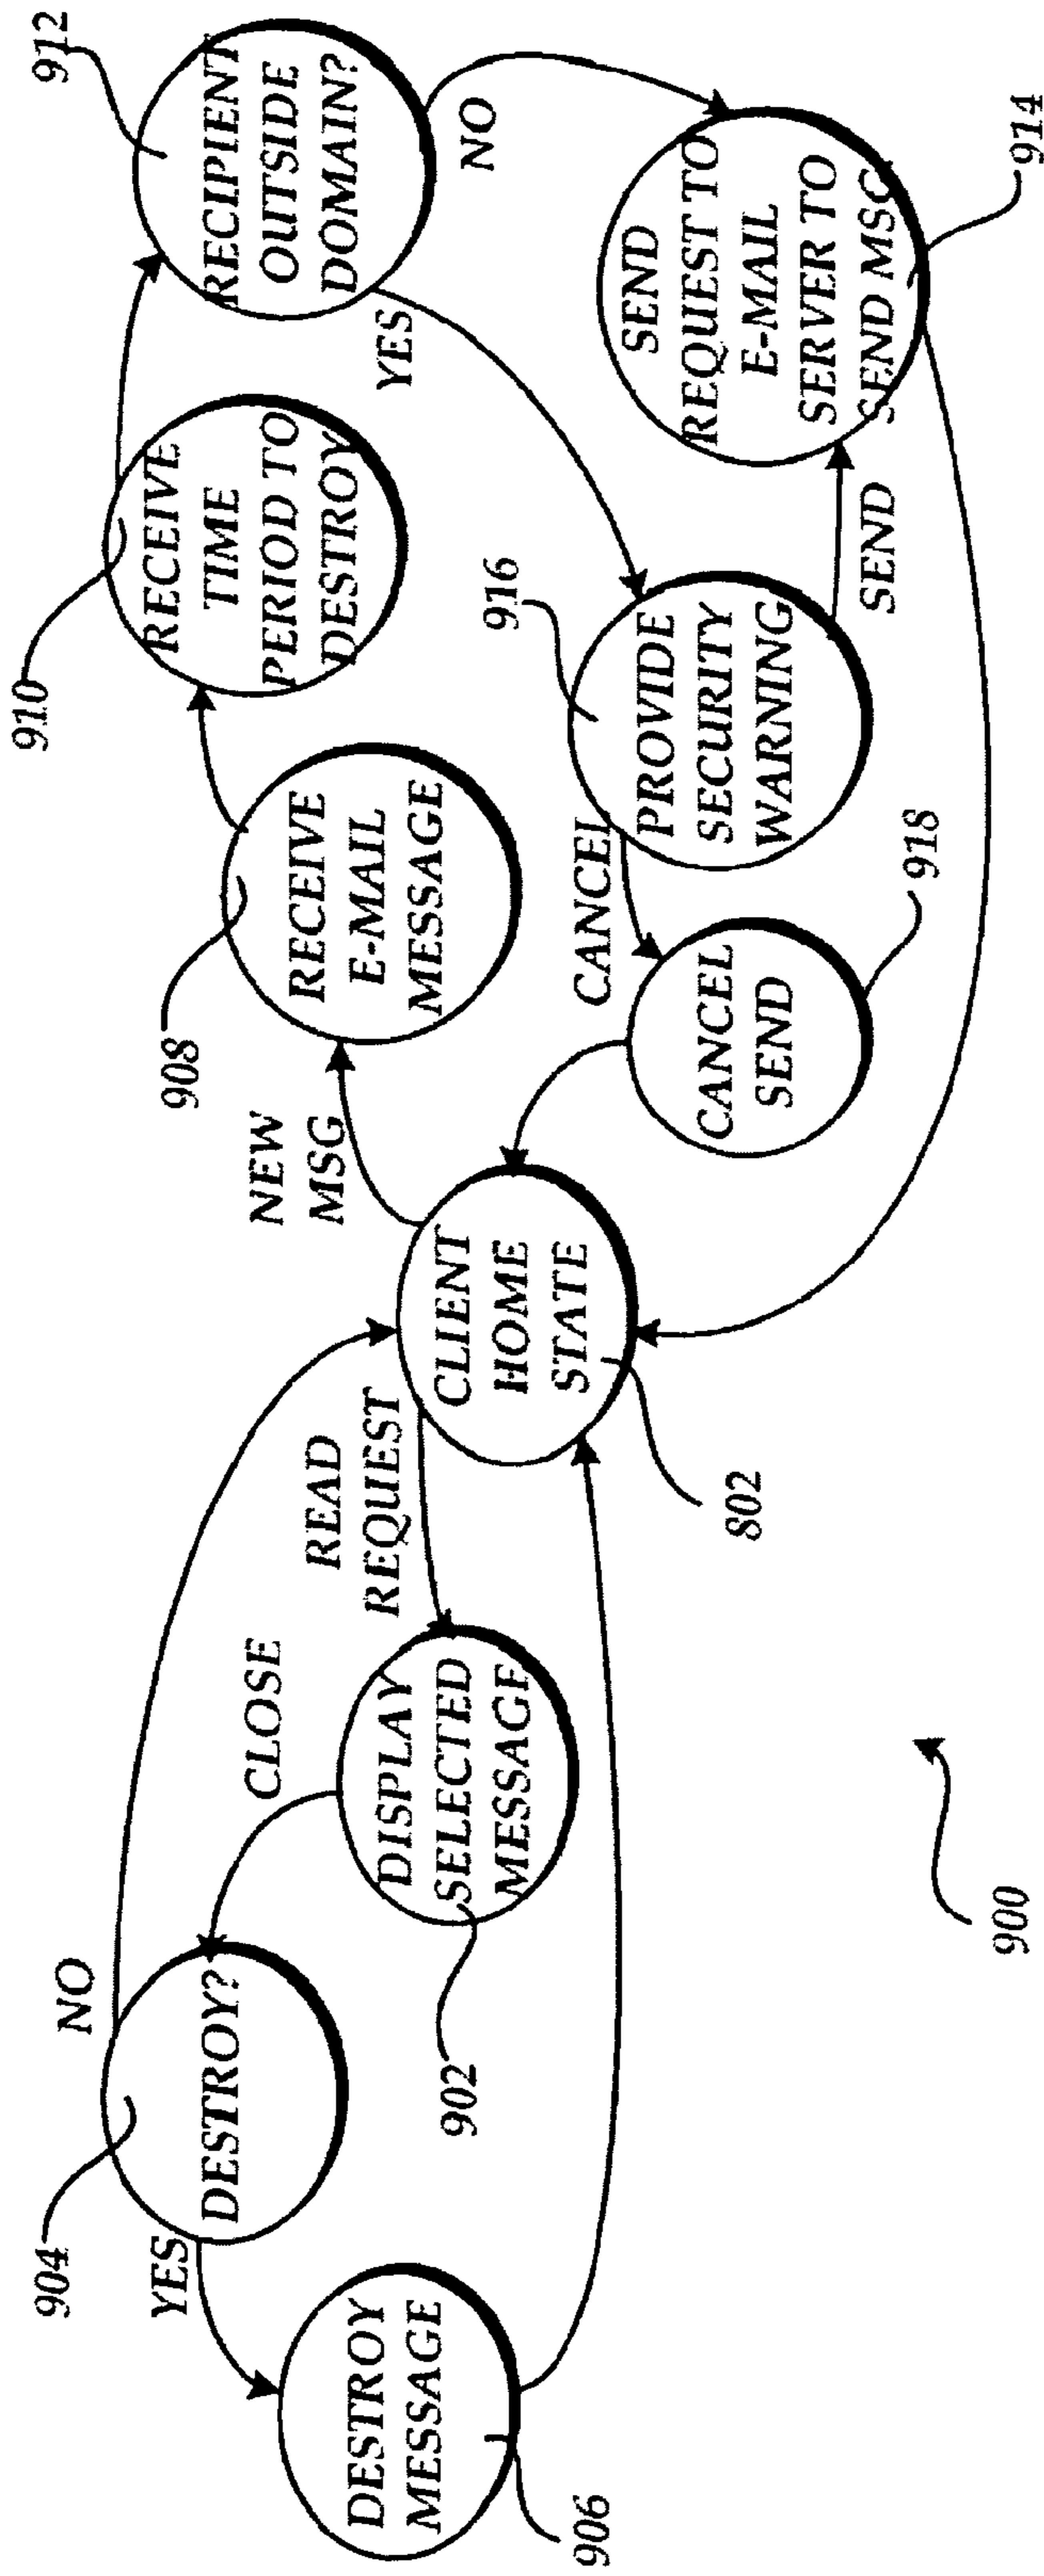 904
NO
910
912
YES
DESTROY?
CLOSE
NEW
MSG
908
RECEIVE
TIME
PERIOD TO
DESTROY
RECIPIENT
OUTSIDE
DOMAIN?
DESTROY
MESSAGE
906
902
DISPLAY
SELECTED
MESSAGE
READ
REQUEST
CLIENT
HOME
STATE
802
RECEIVE
E-MAIL
MESSAGE
YES
NO
916
CANCEL
PROVIDE
SECURITY
WARNING
CANCEL
SEND
918
SEND
SEND
REQUEST TO
E-MAIL
SERVER TO
SEND MSG
914
900